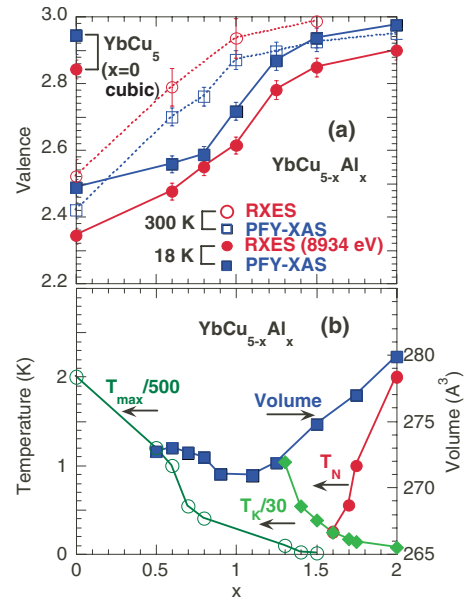 3.0
YbCu5
(x=0
cubic)
2.8
(a)
Valence
2.6
YbCu5-xAlx
2.4
300 K
RXES
PFY-XAS
18 K
RXES (8934 eV)
PFY-XAS
2.2
YbCu5-xAlx
(b)
280
2
Tmax/500
Volume
275
Temperature (K)
Volume (Å3)
1
TN
270
TK/30
0
265
0
0.5
1
1.5
2
x